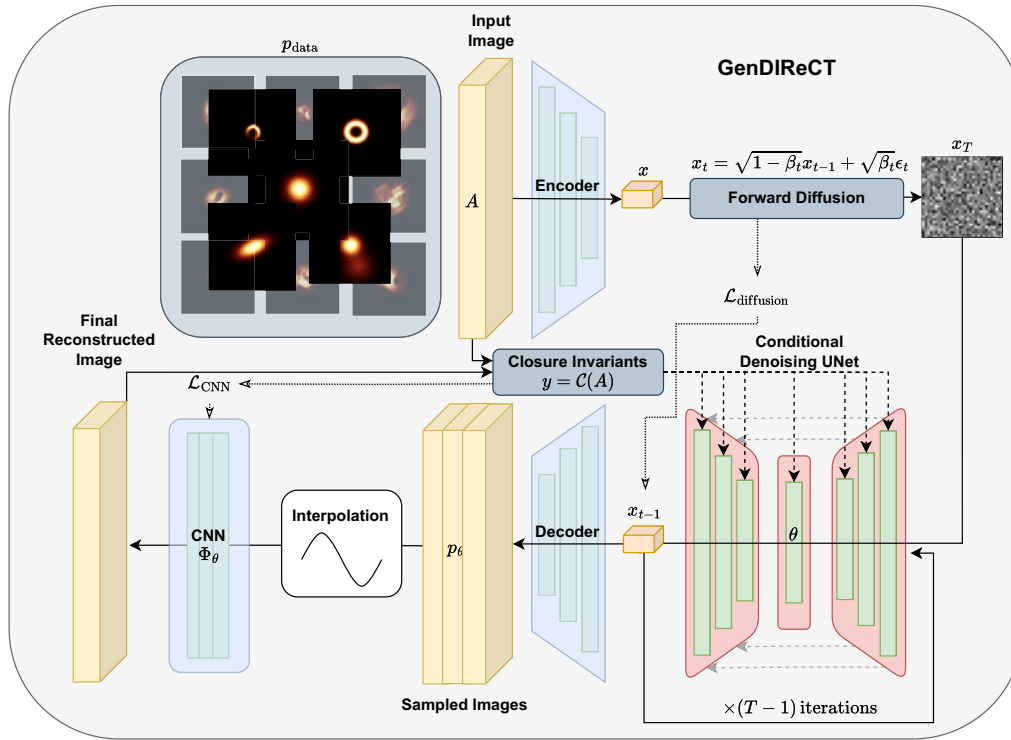 Input
Image
p_data
GenDIReCT
A
Encoder
x
x_t = √(1 − β_t) x_{t−1} + √β_t ϵ_t
x_T
Forward Diffusion
ℒ_diffusion
Final
Reconstructed
Image
Closure Invariants
y = 𝒞(A)
Conditional
Denoising UNet
ℒ_CNN
Interpolation
CNN
Φ_θ
p_θ
Decoder
x_{t−1}
θ
Sampled Images
×(T − 1) iterations